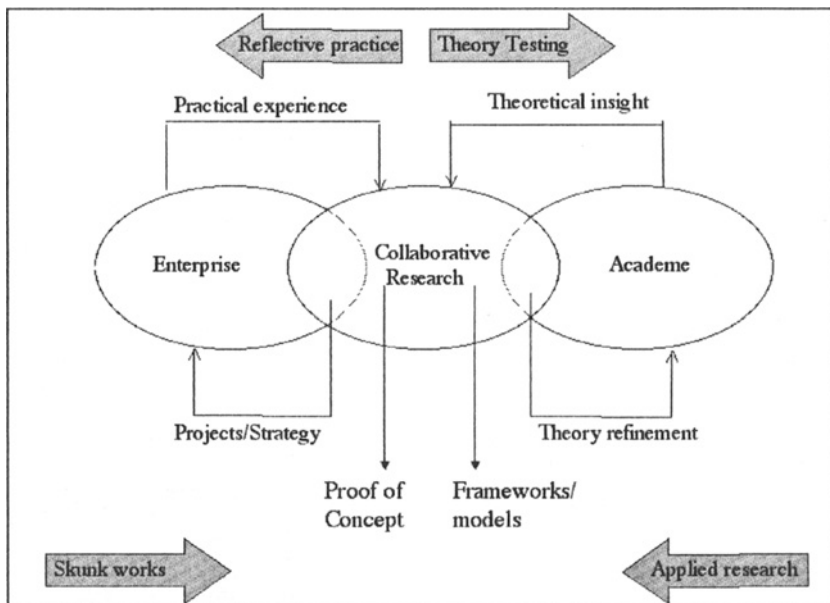 Reflective practice
Theory Testing
Practical experience
Theoretical insight
Enterprise
Collaborative
Research
Academe
Projects/Strategy
Theory refinement
Proof of
Concept
Frameworks/
models
Skunk works
Applied research